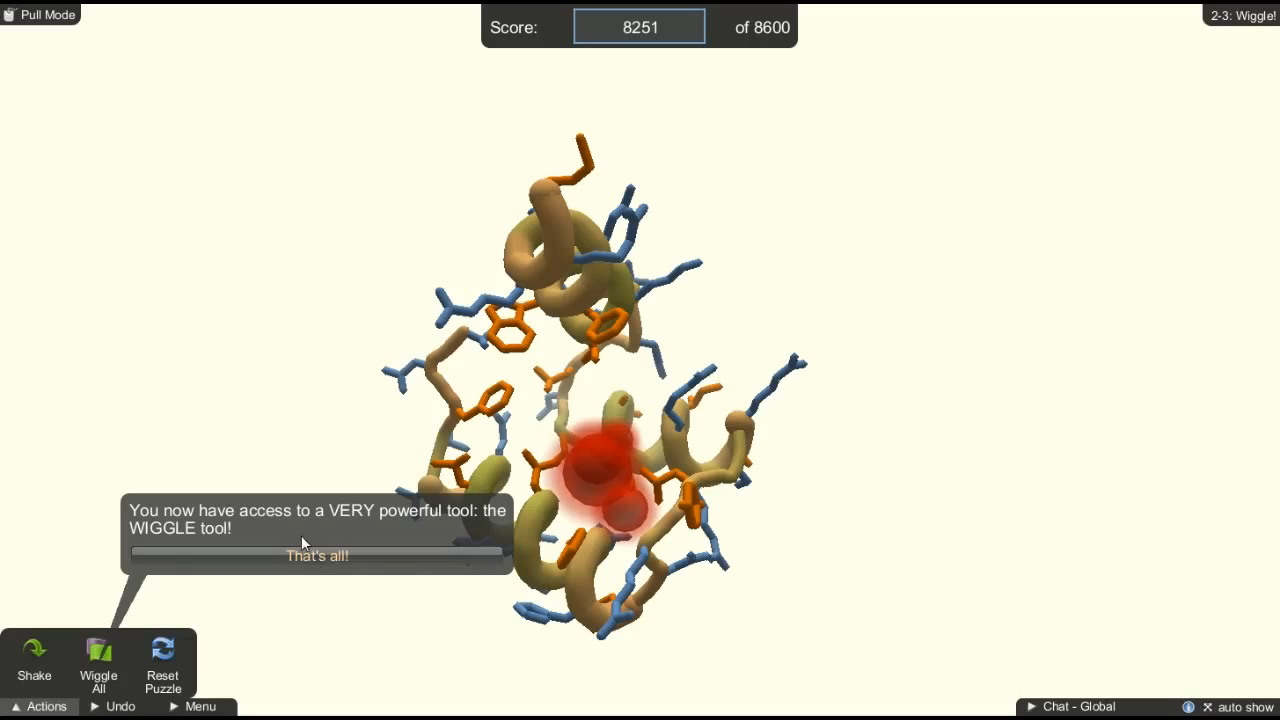 Pull Mode
Score: 8251 of 8600
2-3: Wiggle!
You now have access to a VERY powerful tool: the
WIGGLE tool!
That's all!
Shake
Wiggle All
Reset Puzzle
Actions
Undo
Menu
Chat - Global
auto show